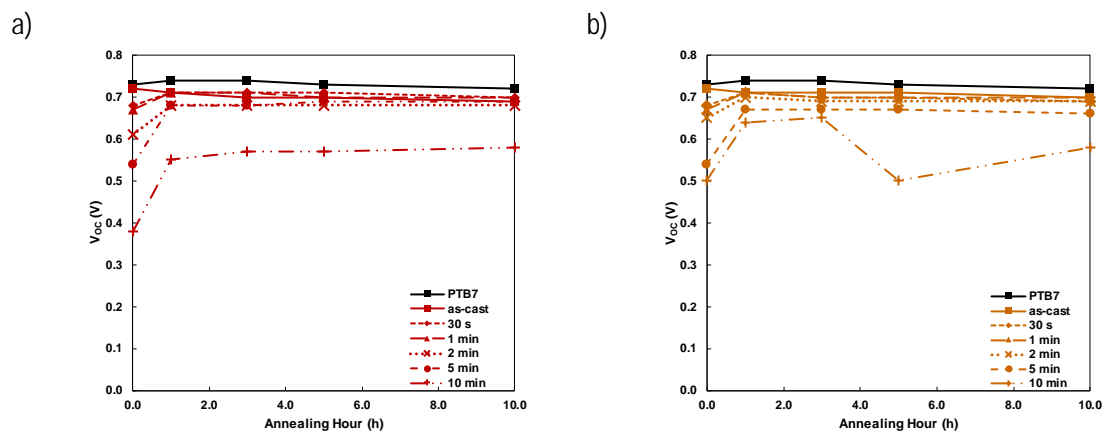 a)
0.8
0.7
0.6
0.5
0.4
0.3
0.2
0.1
0.0
V_OC (V)
0.0 2.0 4.0 6.0 8.0 10.0
Annealing Hour (h)
PTB7
as-cast
30 s
1 min
2 min
5 min
10 min
b)
0.8
0.7
0.6
0.5
0.4
0.3
0.2
0.1
0.0
V_OC (V)
0.0 2.0 4.0 6.0 8.0 10.0
Annealing Hour (h)
PTB7
as-cast
30 s
1 min
2 min
5 min
10 min